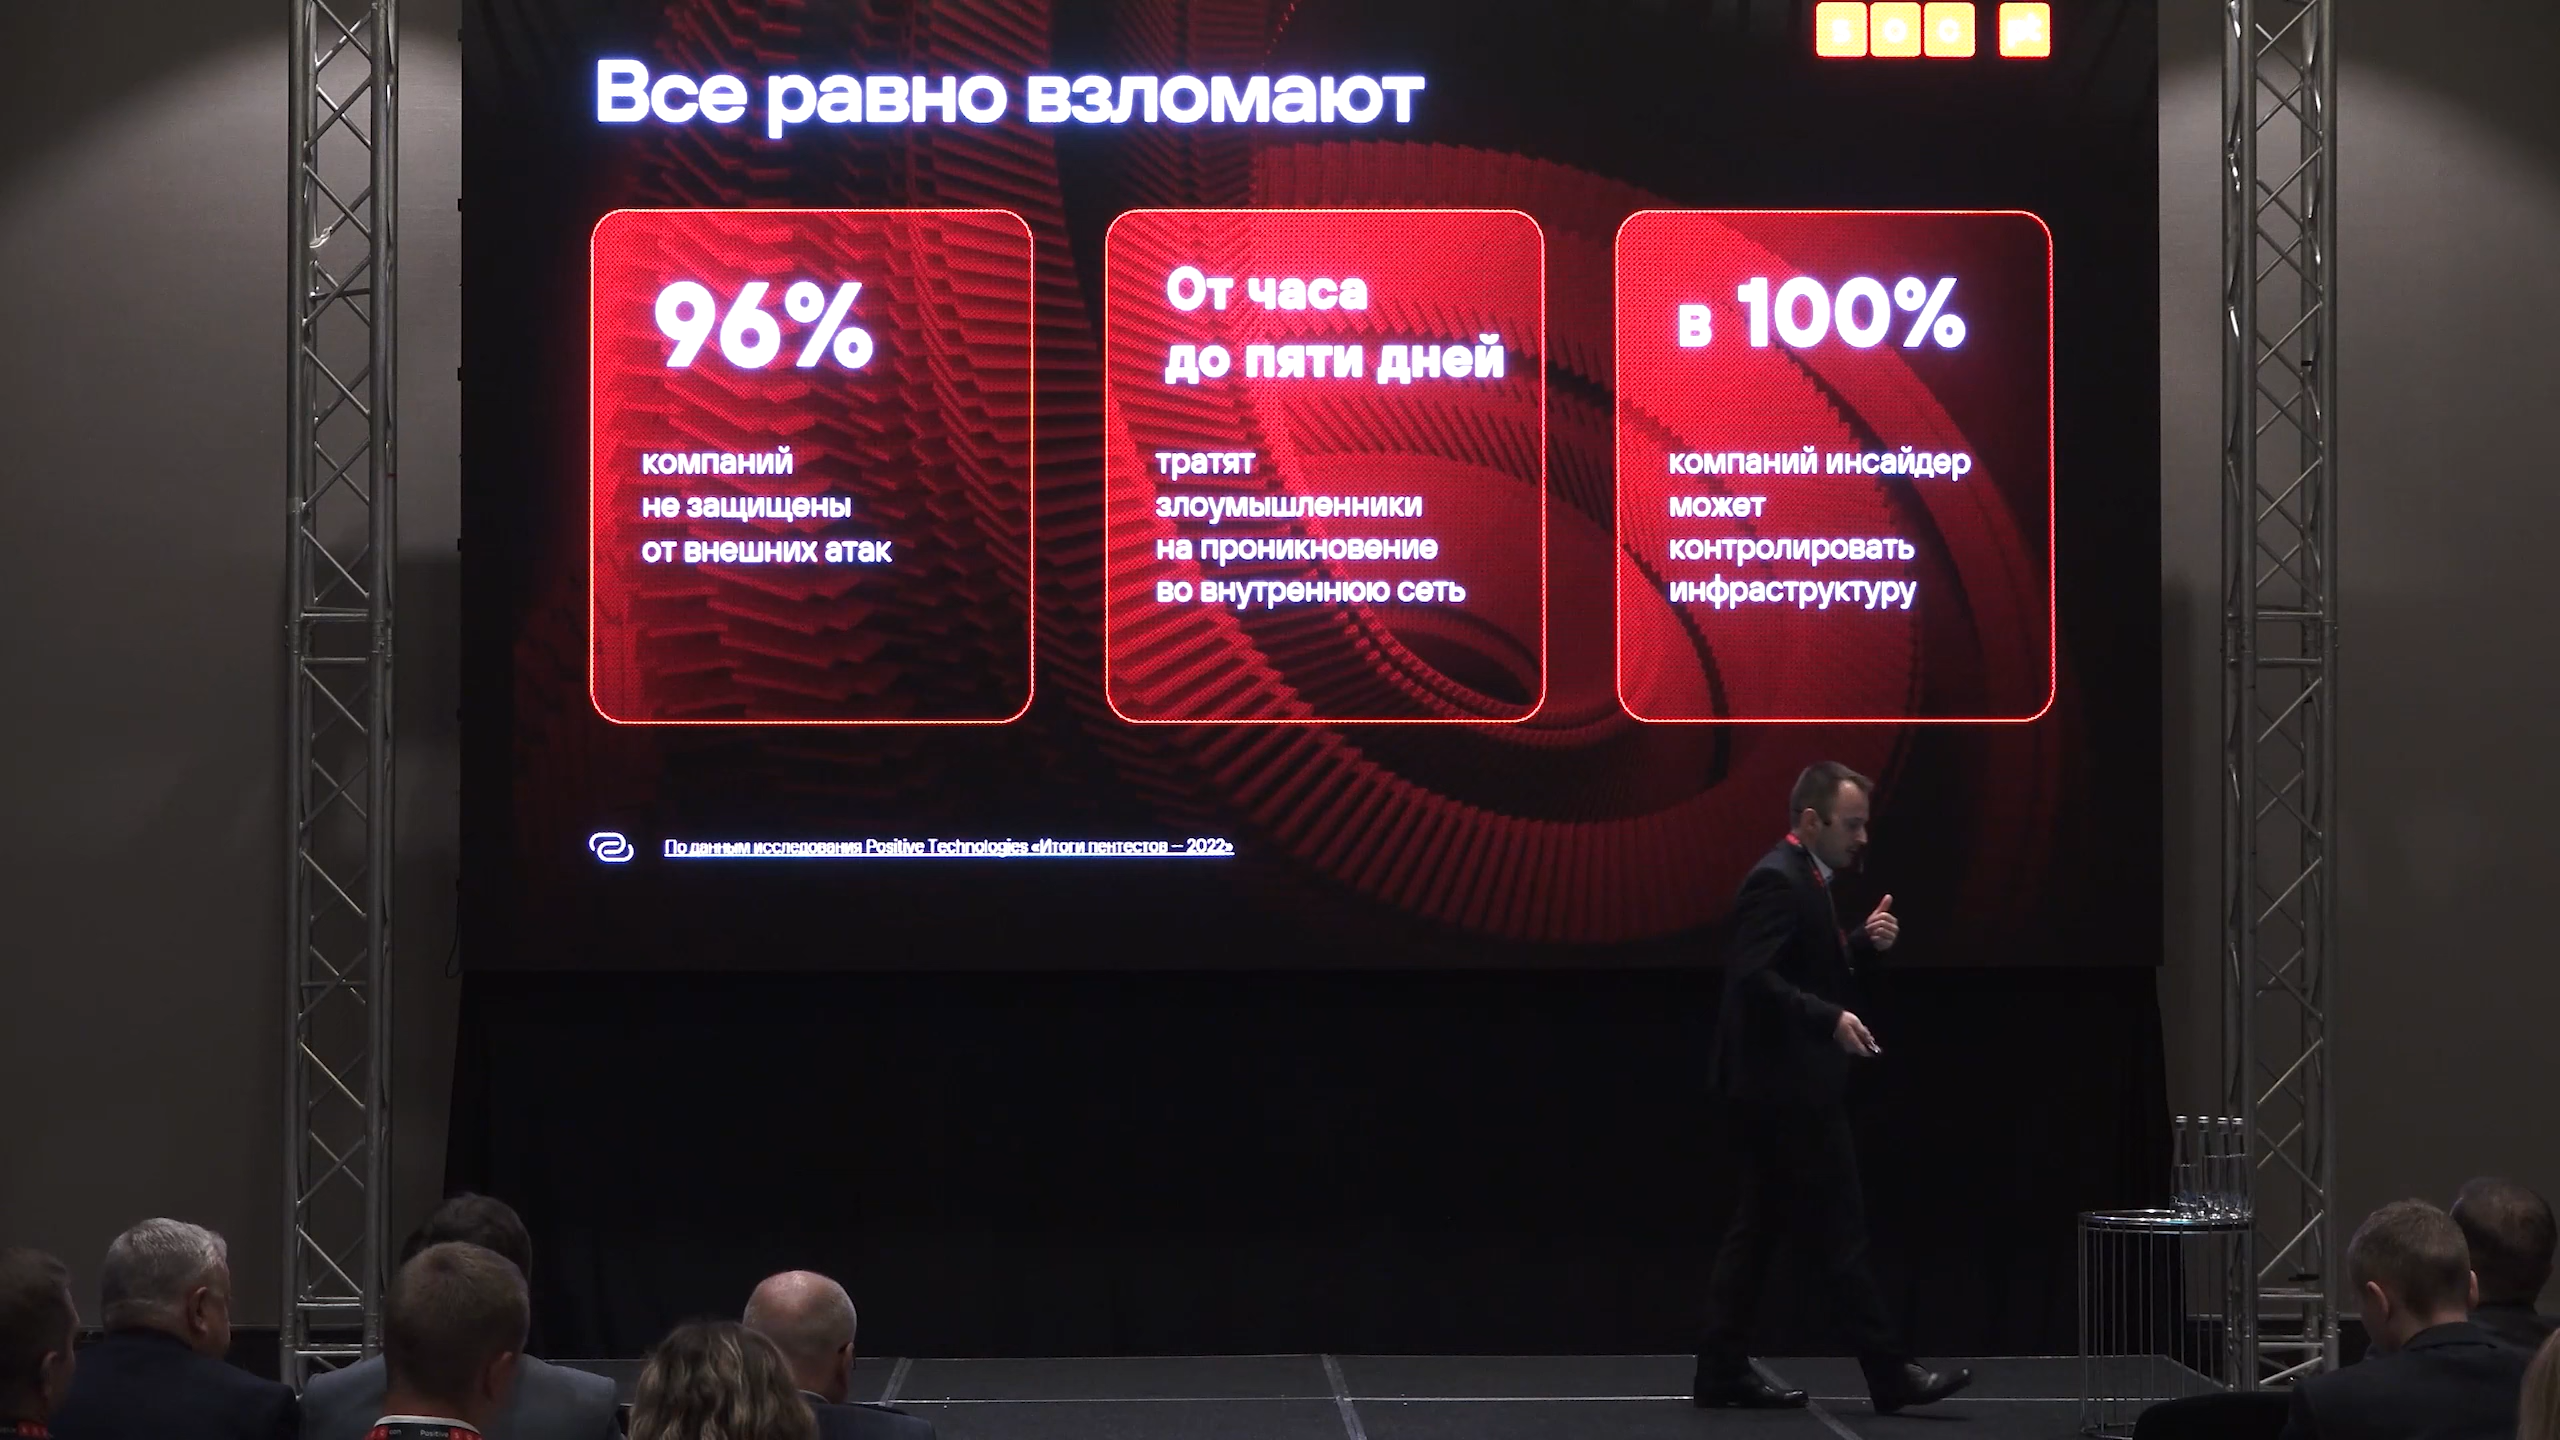 Все равно взломают
96%
компаний
не защищены
от внешних атак
От часа
до пяти дней
тратят
злоумышленники
на проникновение
во внутреннюю сеть
в 100%
компаний инсайдер
может
контролировать
инфраструктуру
По данным исследования Positive Technologies «Итоги пентестов – 2022»
Positive